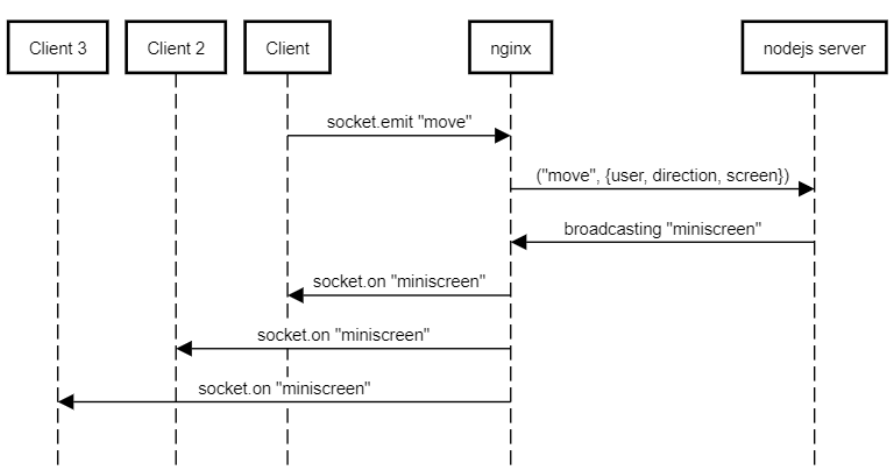 Client 3
Client 2
Client
nginx
nodejs server
socket.emit "move"
("move", {user, direction, screen})
broadcasting "miniscreen"
socket.on "miniscreen"
socket.on "miniscreen"
socket.on "miniscreen"